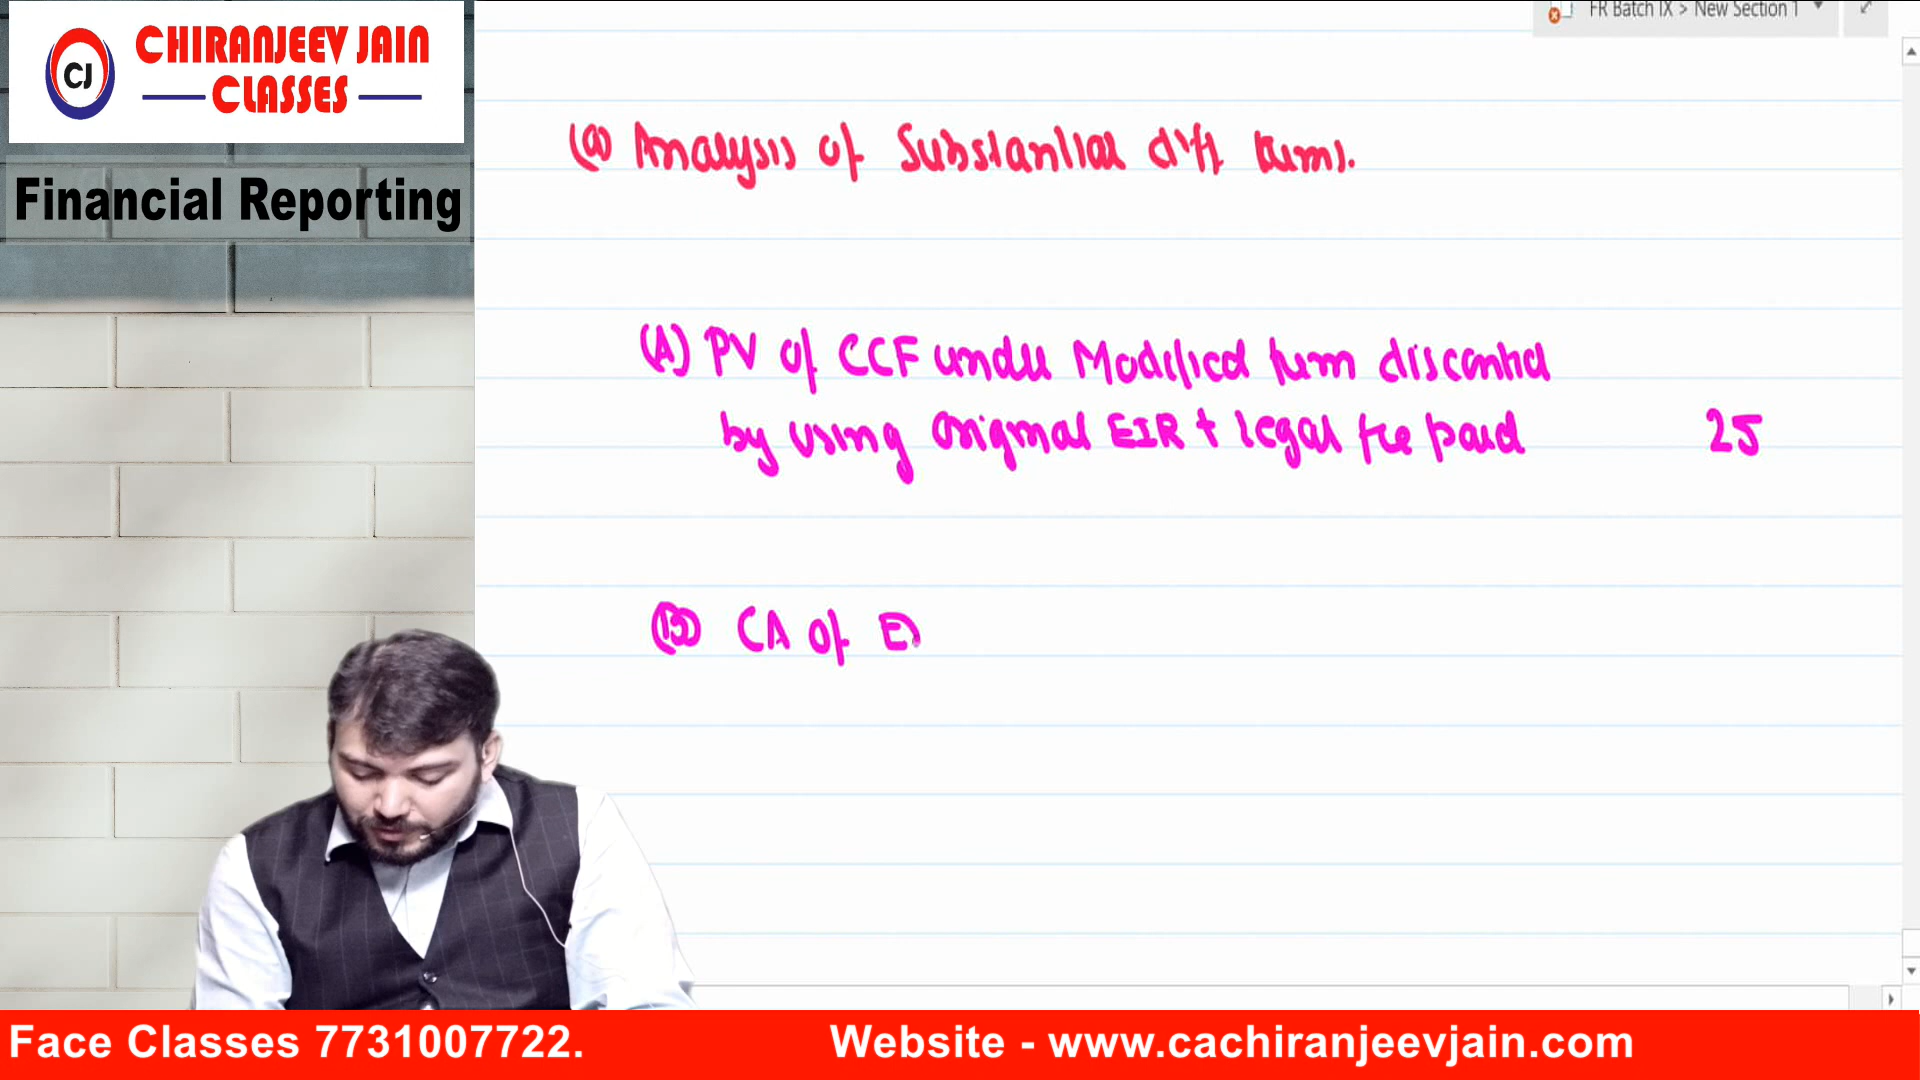 CHIRANJEEV JAIN
CLASSES
CJ
Financial Reporting
FR Batch IX > New Section 1
(a) Analysis of Substantial diff terms.
(A) PV of CCF under Modified term discounted
by using original EIR + legal fee paid 25
(B) CA of E
Face Classes 7731007722.
Website - www.cachiranjeevjain.com